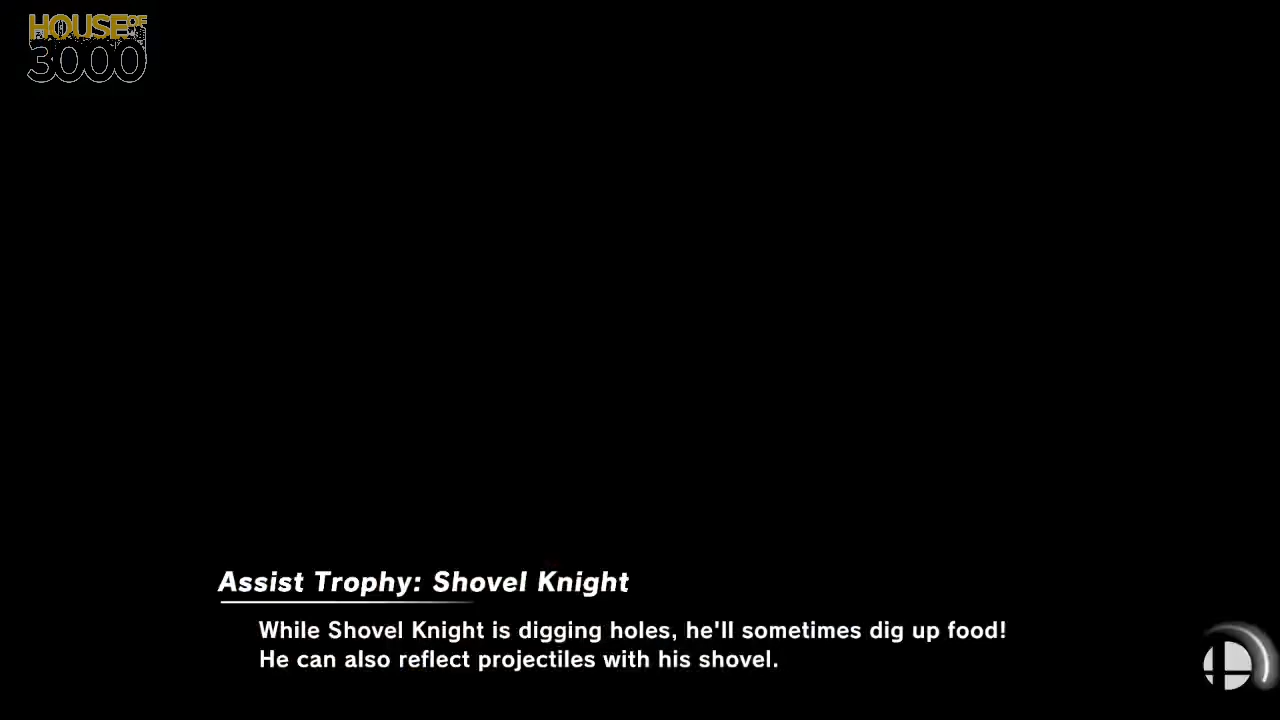 HOUSE OF
3000
Assist Trophy: Shovel Knight
While Shovel Knight is digging holes, he'll sometimes dig up food!
He can also reflect projectiles with his shovel.